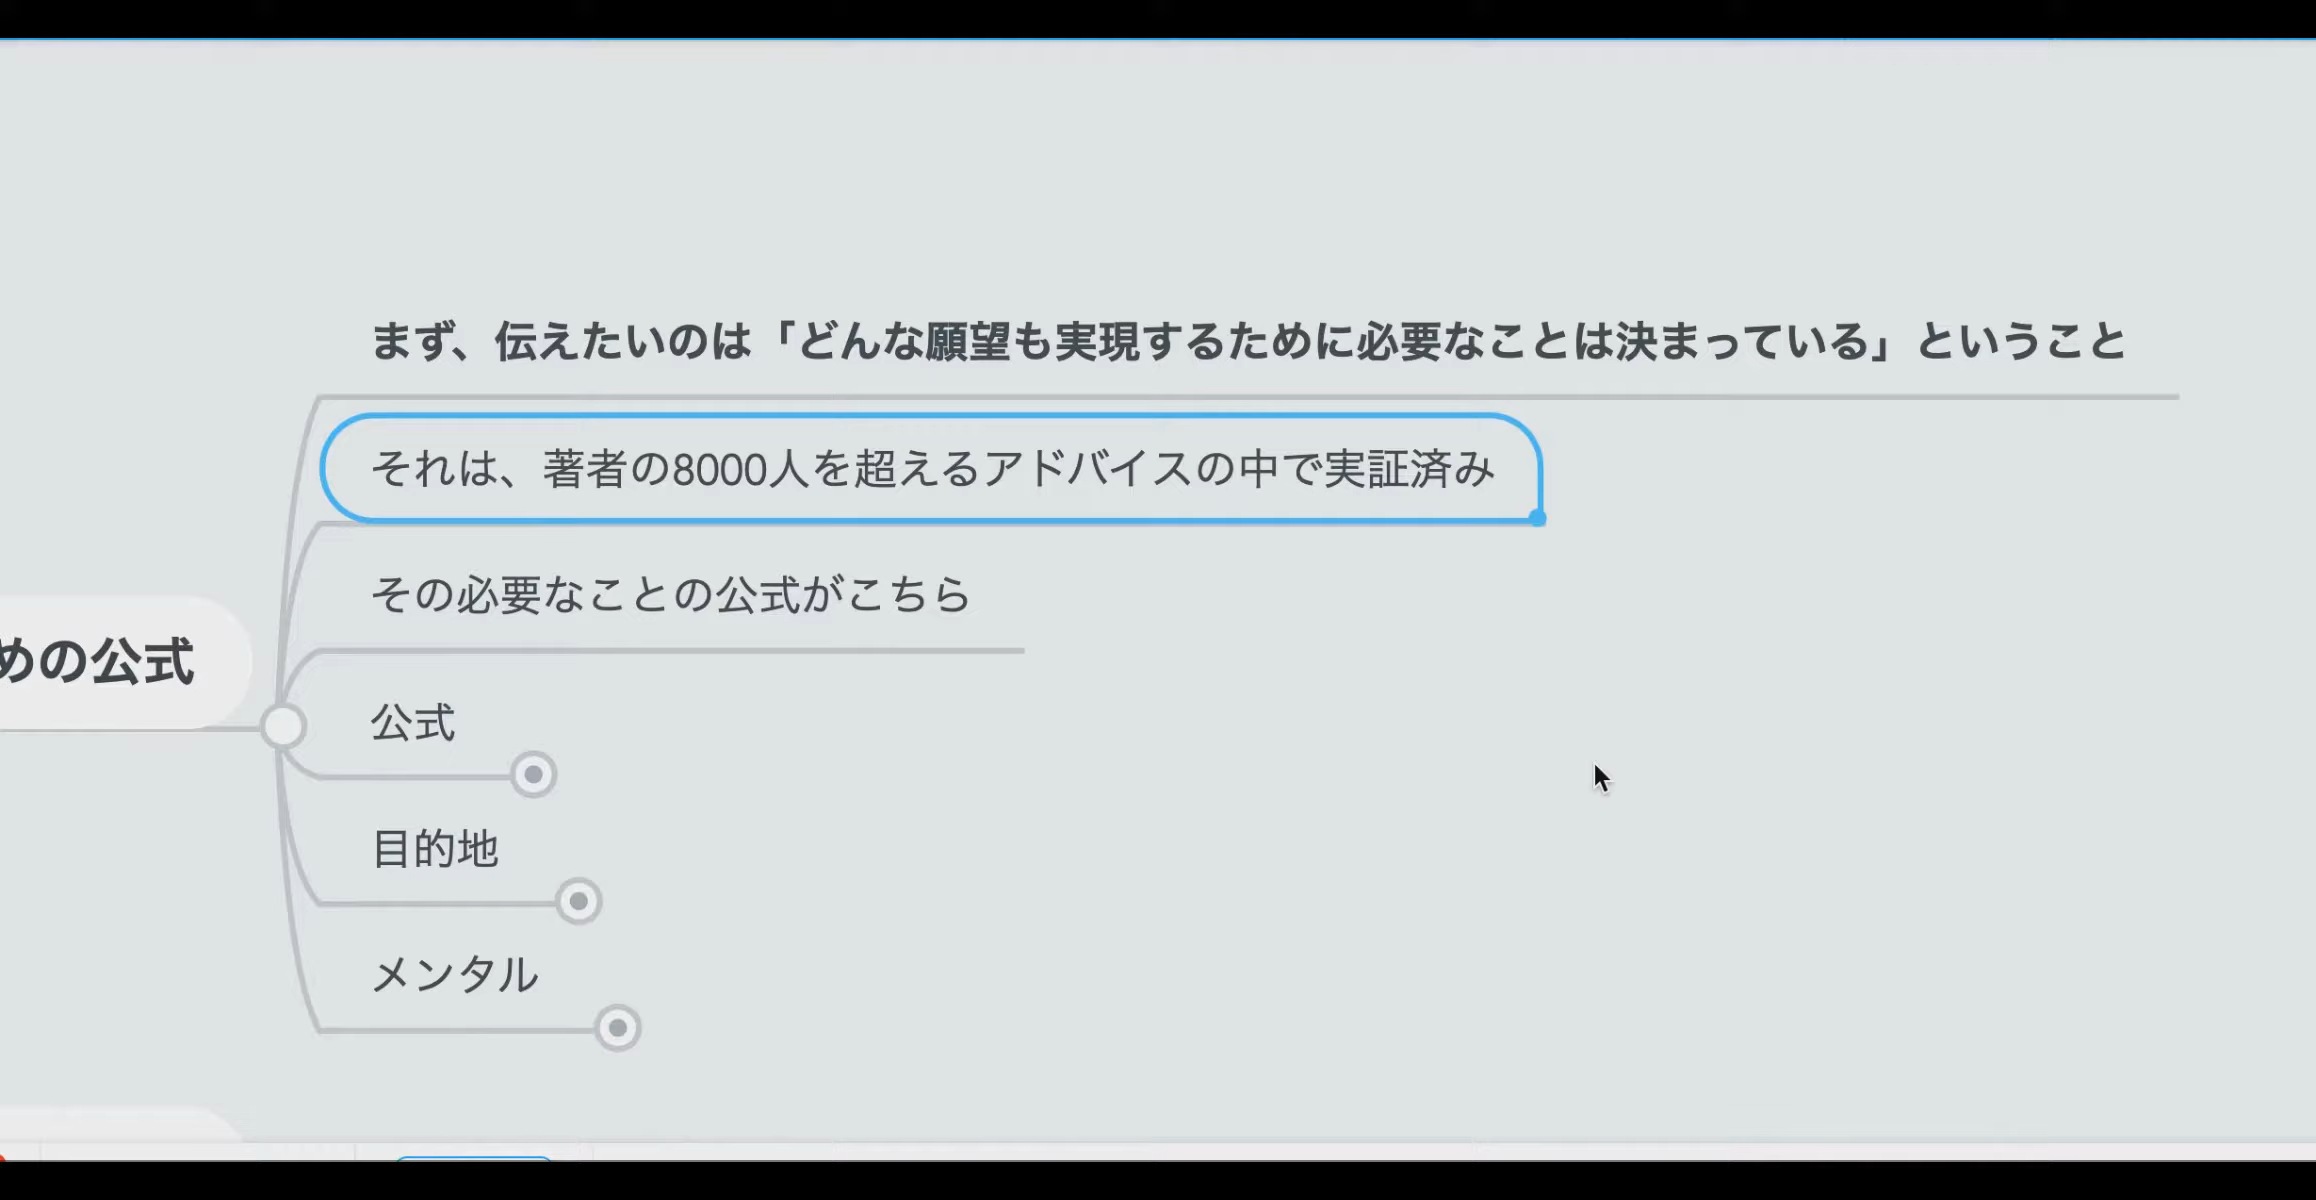 まず、伝えたいのは「どんな願望も実現するために必要なことは決まっている」ということ
それは、著者の8000人を超えるアドバイスの中で実証済み
その必要なことの公式がこちら
めの公式
公式
目的地
メンタル